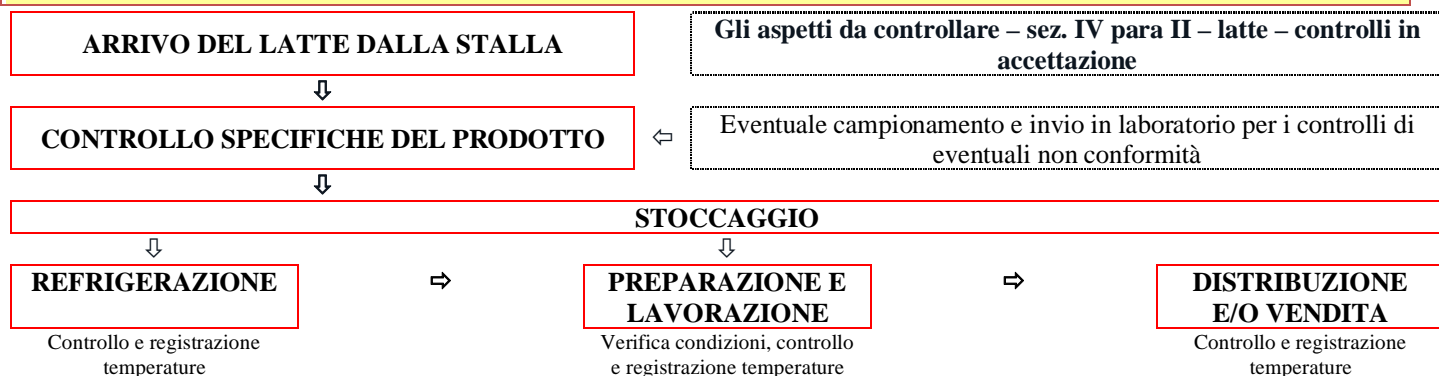 ARRIVO DEL LATTE DALLA STALLA
Gli aspetti da controllare – sez. IV para II – latte – controlli in
accettazione
⇩
CONTROLLO SPECIFICHE DEL PRODOTTO
⇦
Eventuale campionamento e invio in laboratorio per i controlli di
eventuali non conformità
⇩
STOCCAGGIO
⇩ ⇩
REFRIGERAZIONE
⇨
PREPARAZIONE E
LAVORAZIONE
⇨
DISTRIBUZIONE
E/O VENDITA
Controllo e registrazione
temperature
Verifica condizioni, controllo
e registrazione temperature
Controllo e registrazione
temperature